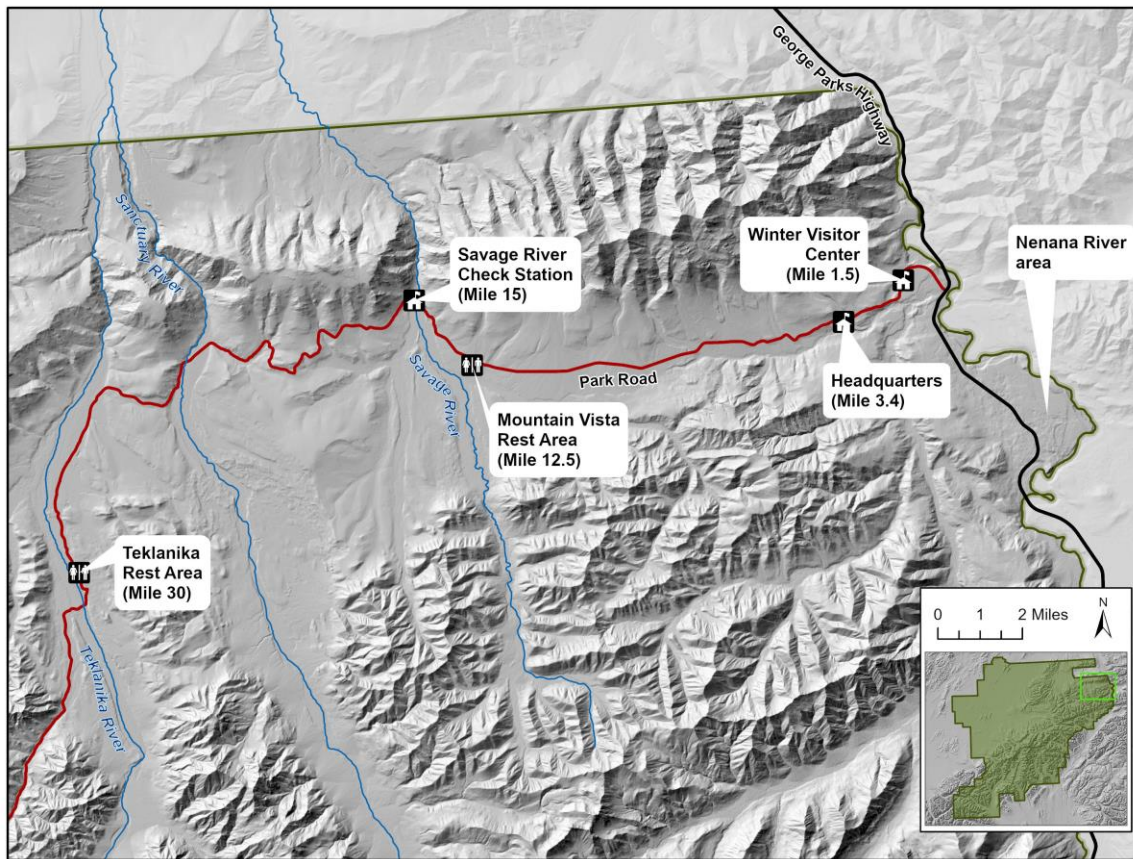 George Parks Highway
Sanctuary River
Savage River
Check Station
(Mile 15)
Winter Visitor
Center
(Mile 1.5)
Nenana River
area
Savage River
Park Road
Headquarters
(Mile 3.4)
Mountain Vista
Rest Area
(Mile 12.5)
Teklanika
Rest Area
(Mile 30)
Teklanika River
0 1 2 Miles
N